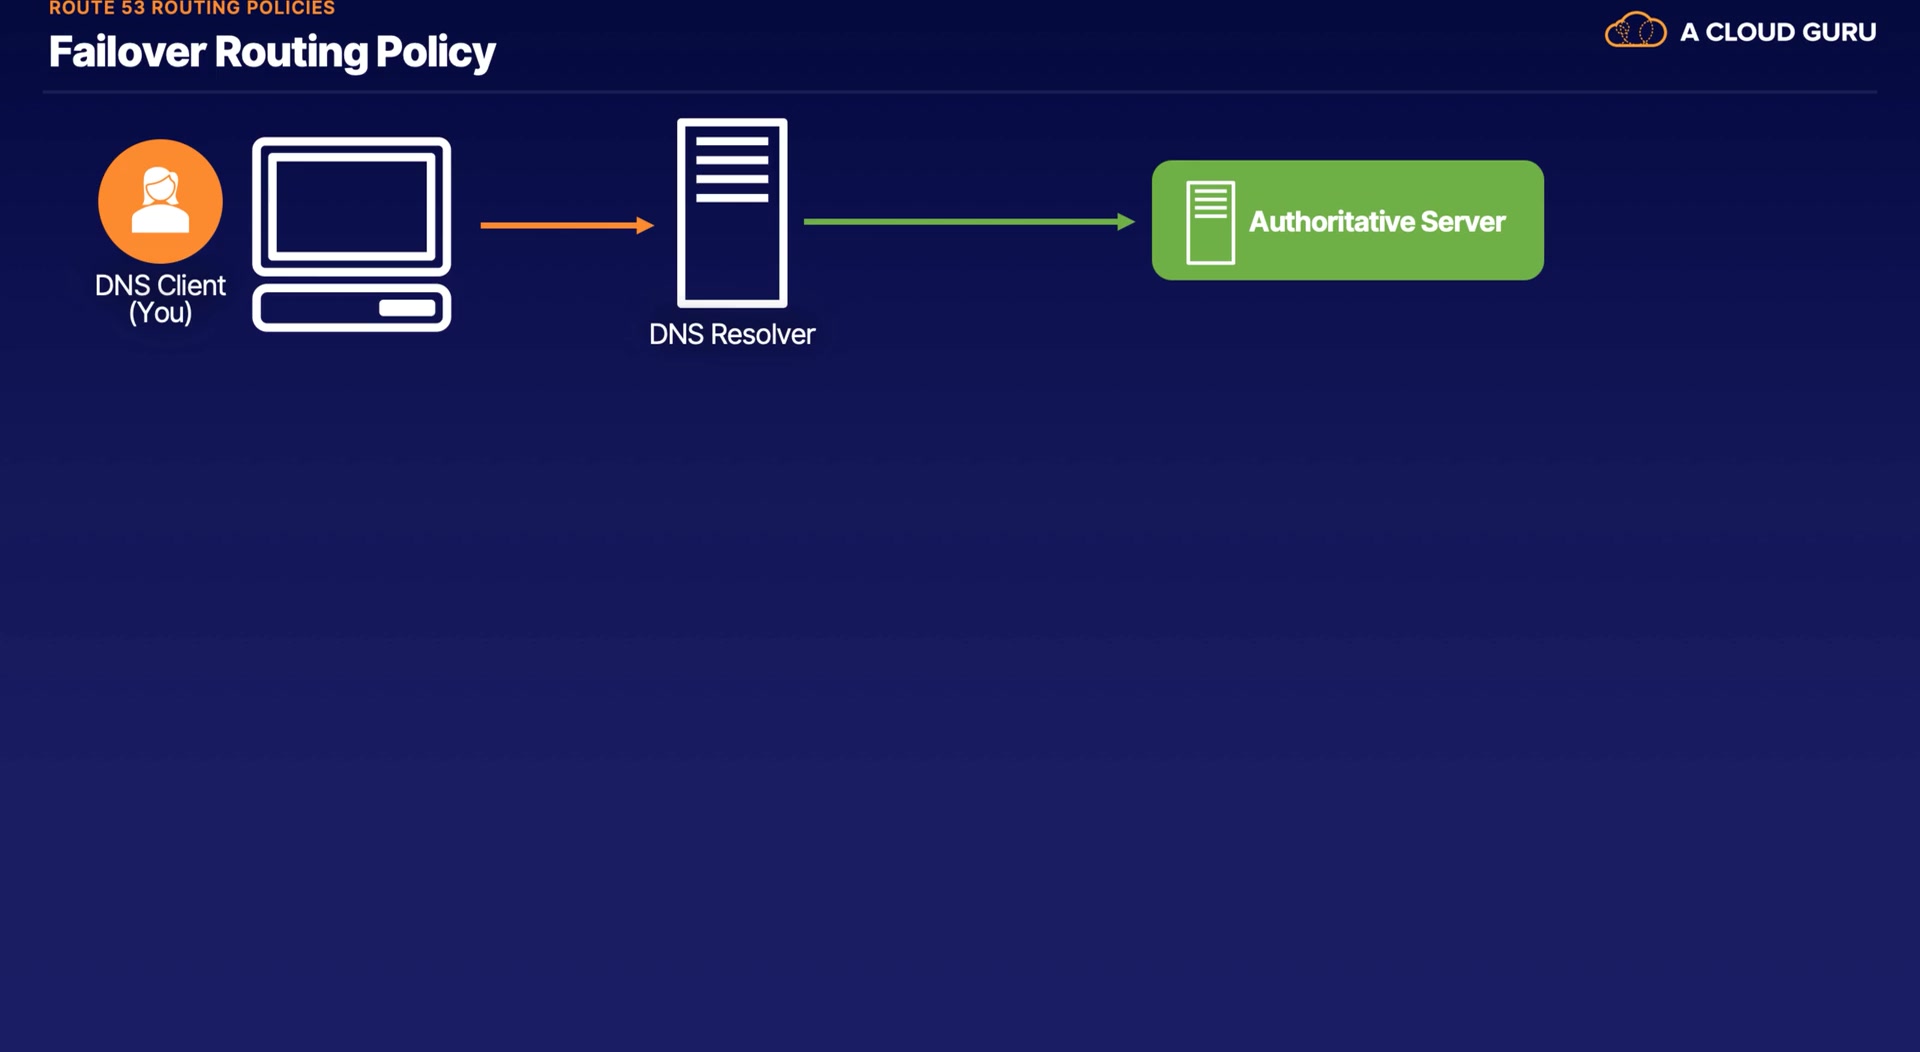 ROUTE 53 ROUTING POLICIES
Failover Routing Policy
A CLOUD GURU
DNS Client
(You)
DNS Resolver
Authoritative Server